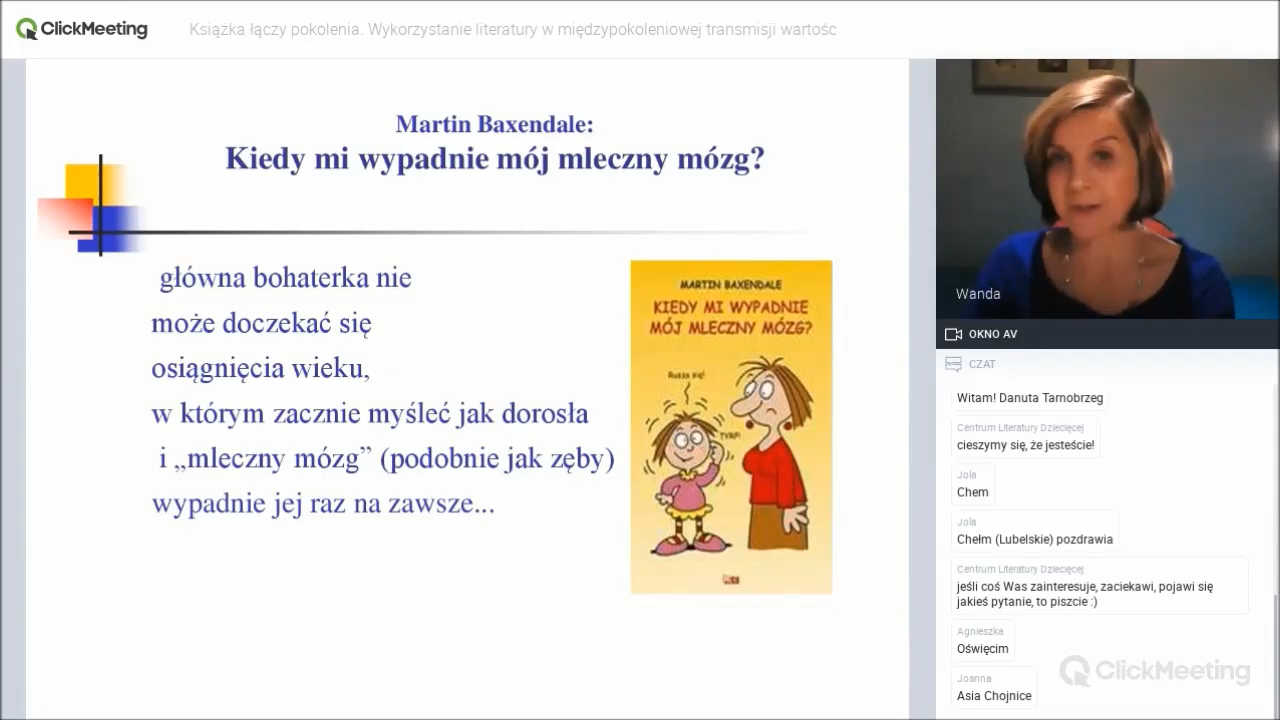 ClickMeeting
Książka łączy pokolenia. Wykorzystanie literatury w międzypokoleniowej transmisji wartośc
Martin Baxendale:
Kiedy mi wypadnie mój mleczny mózg?
główna bohaterka nie
może doczekać się
osiągnięcia wieku,
w którym zacznie myśleć jak dorosła
i „mleczny mózg” (podobnie jak zęby)
wypadnie jej raz na zawsze...
MARTIN BAXENDALE
KIEDY MI WYPADNIE
MÓJ MLECZNY MÓZG?
Rusza się!
Wanda
OKNO AV
CZAT
Witam! Danuta Tarnobrzeg
Centrum Literatury Dziecięcej
cieszymy się, że jesteście!
Jola
Chem
Jola
Chełm (Lubelskie) pozdrawia
Centrum Literatury Dziecięcej
jeśli coś Was zainteresuje, zaciekawi, pojawi się
jakieś pytanie, to piszcie :)
Agnieszka
Oświęcim
Joanna
Asia Chojnice
ClickMeeting